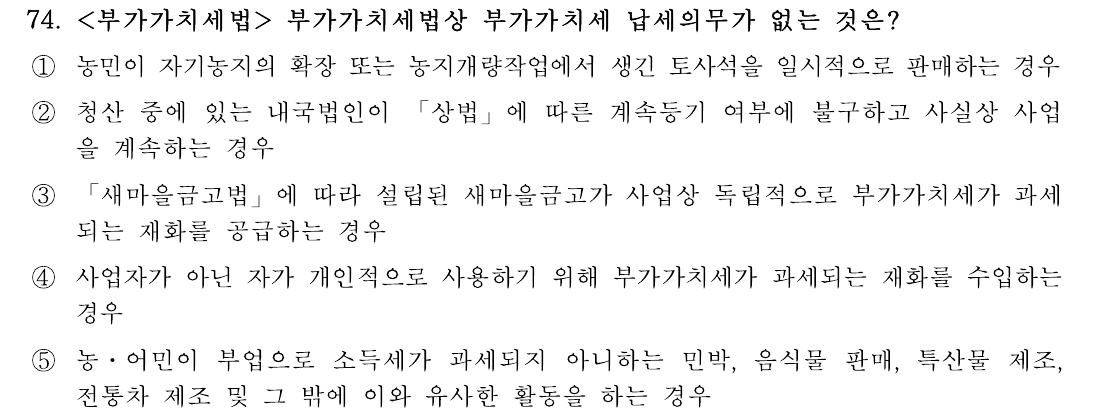 74. <부가가치세법> 부가가치세법상 부가가치세 납세의무가 없는 것은?
① 농민이 자기농지의 확장 또는 농지개량작업에서 생긴 토사석을 일시적으로 판매하는 경우
② 청산 중에 있는 내국법인이 「상법」에 따른 계속등기 여부에 불구하고 사실상 사업
을 계속하는 경우
③ 「새마을금고법」에 따라 설립된 새마을금고가 사업상 독립적으로 부가가치세가 과세
되는 재화를 공급하는 경우
④ 사업자가 아닌 자가 개인적으로 사용하기 위해 부가가치세가 과세되는 재화를 수입하는
경우
⑤ 농·어민이 부업으로 소득세가 과세되지 아니하는 민박, 음식물 판매, 특산물 제조,
전통차 제조 및 그 밖에 이와 유사한 활동을 하는 경우